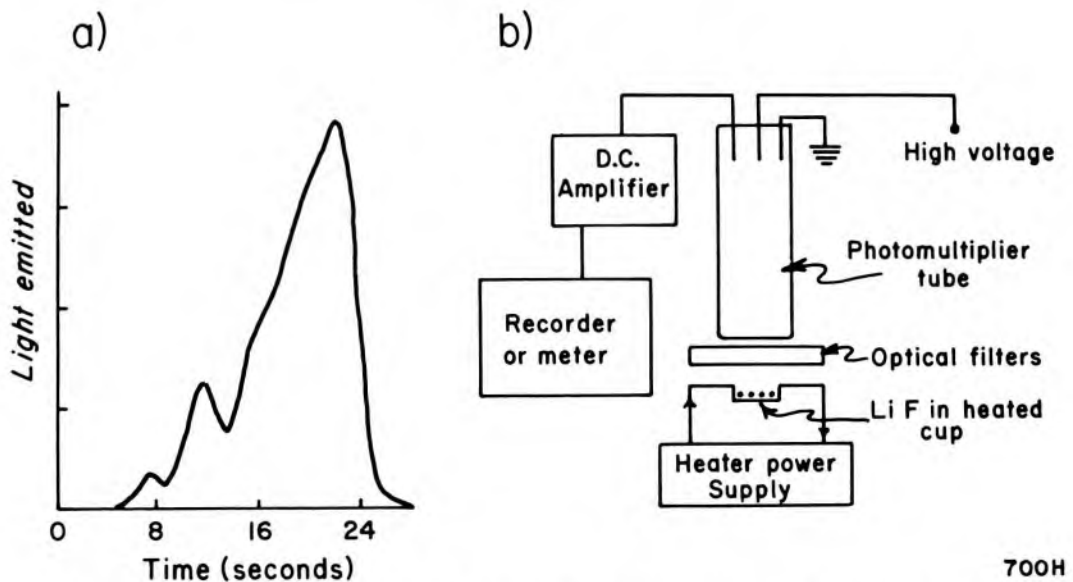 a)
Light emitted
0
8
16
24
Time (seconds)
b)
D.C.
Amplifier
High voltage
Photomultiplier
tube
Recorder
or meter
Optical filters
Li F in heated
cup
Heater power
Supply
700H